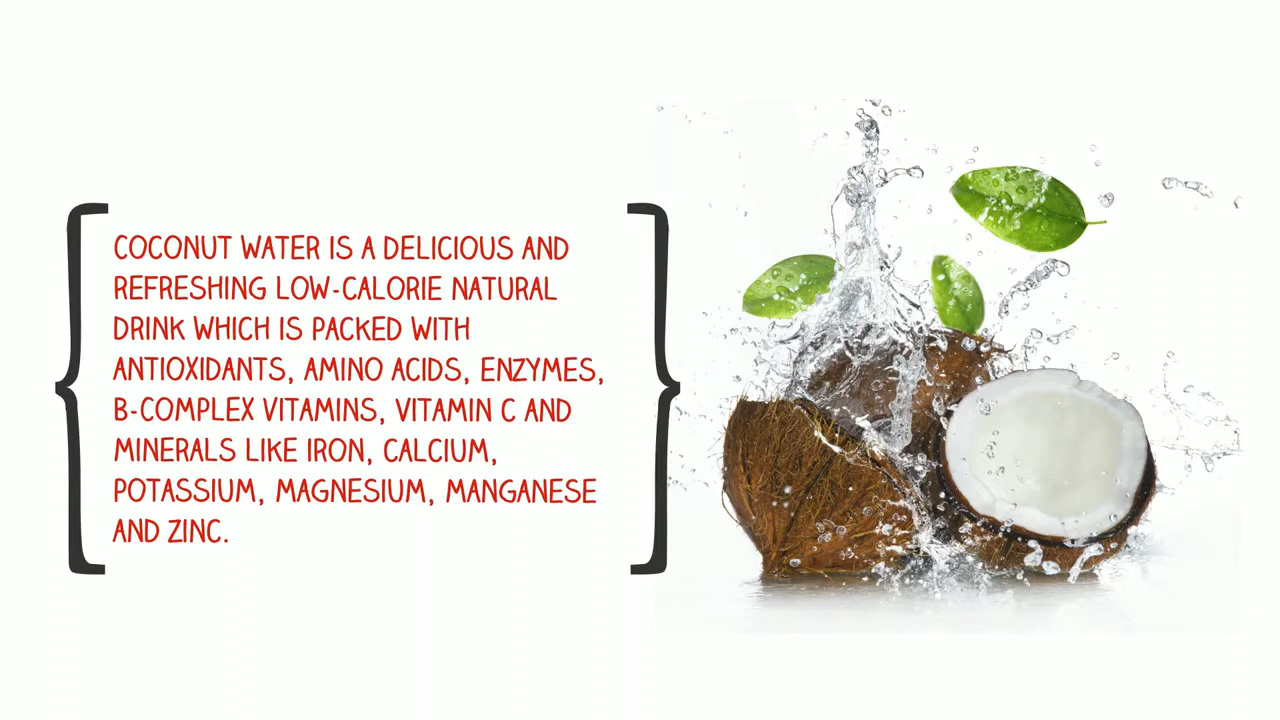 COCONUT WATER IS A DELICIOUS AND
REFRESHING LOW-CALORIE NATURAL
DRINK WHICH IS PACKED WITH
ANTIOXIDANTS, AMINO ACIDS, ENZYMES,
B-COMPLEX VITAMINS, VITAMIN C AND
MINERALS LIKE IRON, CALCIUM,
POTASSIUM, MAGNESIUM, MANGANESE
AND ZINC.